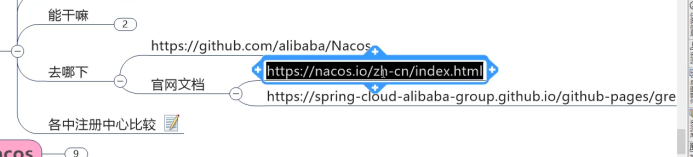 能干嘛
2
https://github.com/alibaba/Nacos
去哪下
官网文档
https://nacos.io/zh-cn/index.html
https://spring-cloud-alibaba-group.github.io/github-pages/gre
各中注册中心比较
acos
9